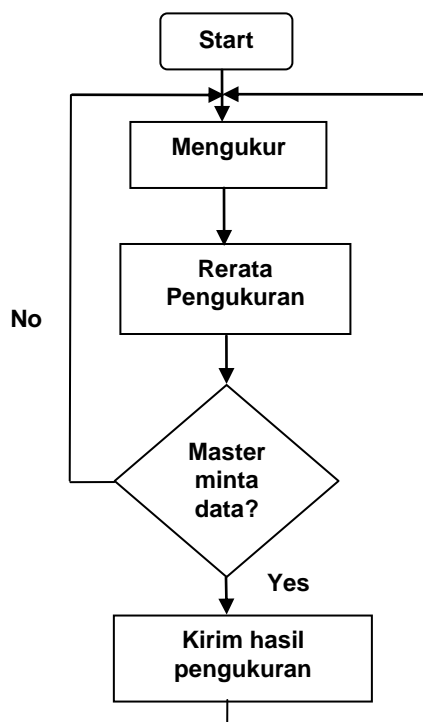 Start
Mengukur
Rerata
Pengukuran
No
Master
minta
data?
Yes
Kirim hasil
pengukuran